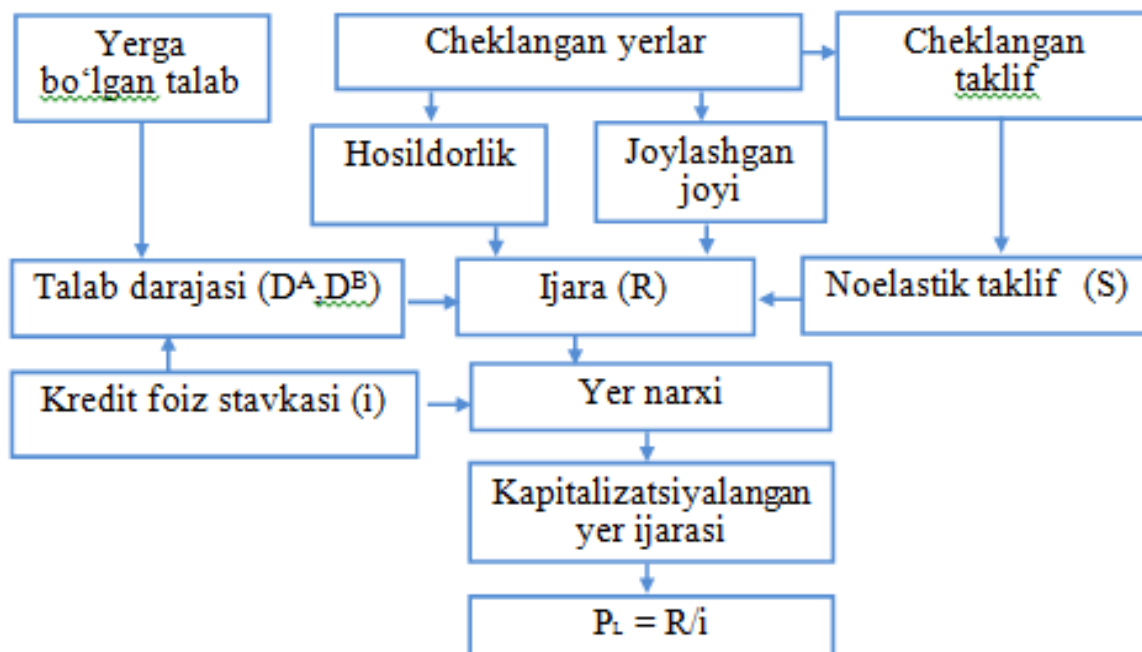 Yerga
bo‘lgan talab
Cheklangan yerlar
Cheklangan
taklif
Hosildorlik
Joylashgan
joyi
Talab darajasi (Dᴬ,Dᴮ)
Ijara (R)
Noelastik taklif (S)
Kredit foiz stavkasi (i)
Yer narxi
Kapitalizatsiyalangan
yer ijarasi
P_L = R/i